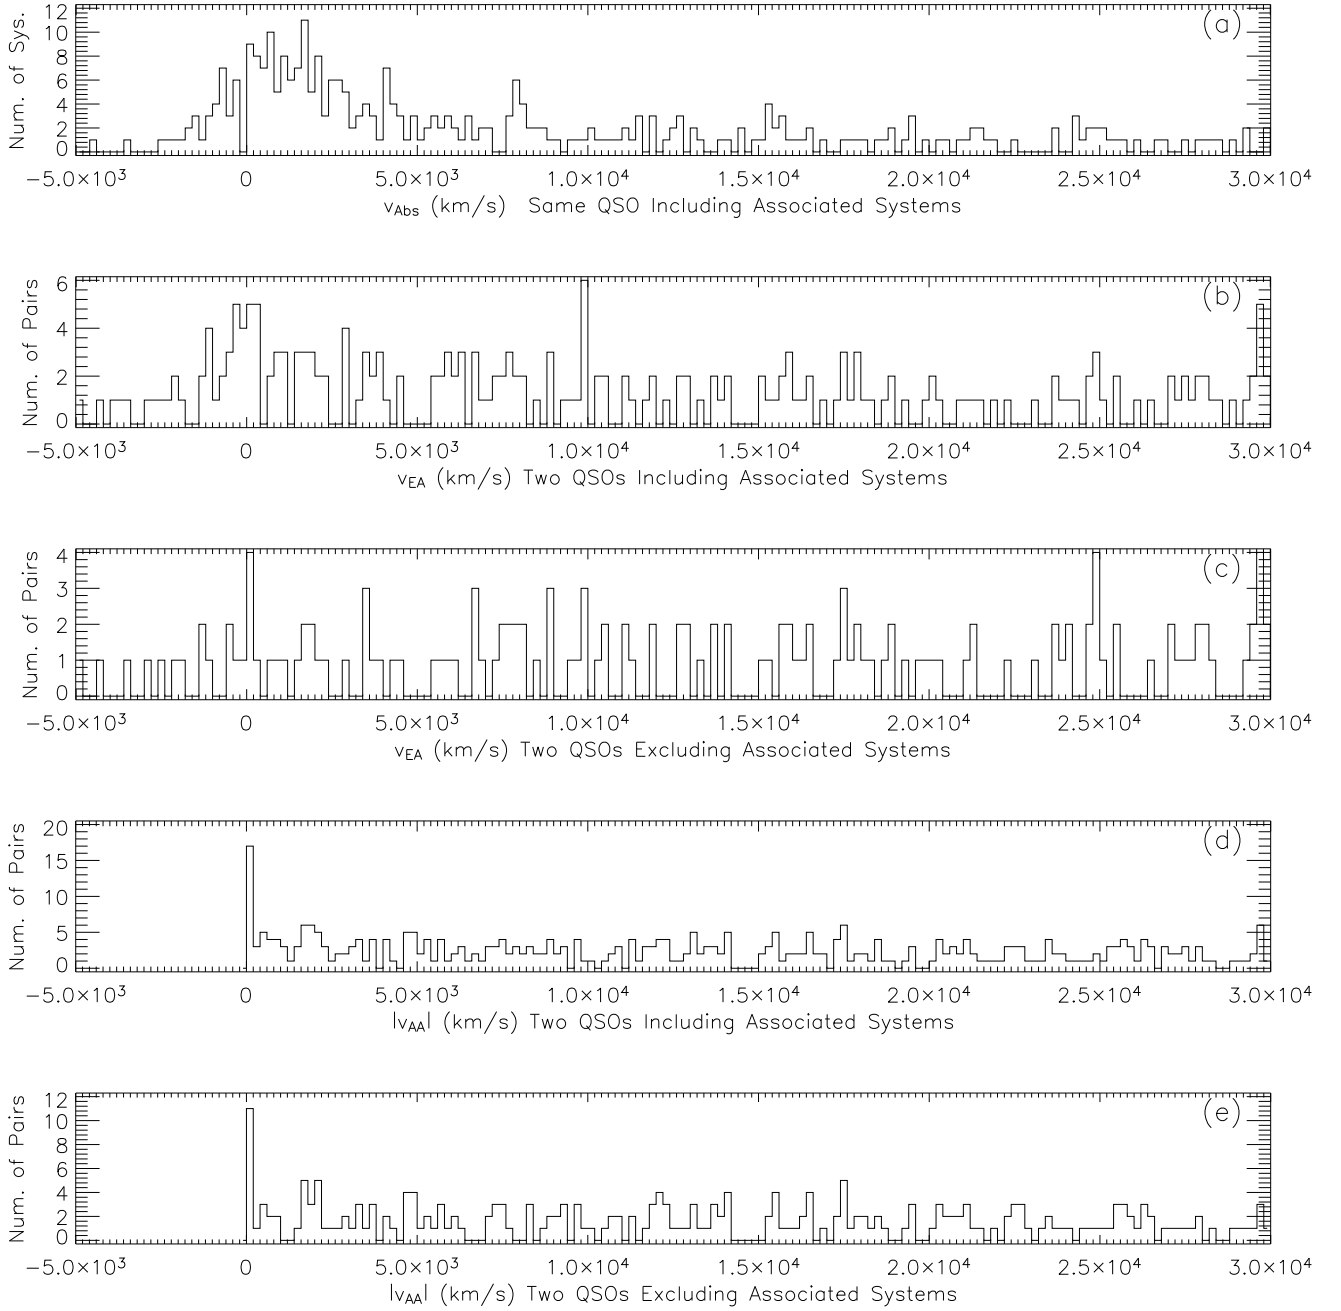 (a)
Num. of Sys.
12
10
8
6
4
2
0
−5.0×10³ 0 5.0×10³ 1.0×10⁴ 1.5×10⁴ 2.0×10⁴ 2.5×10⁴ 3.0×10⁴
v_Abs (km/s) Same QSO Including Associated Systems
(b)
Num. of Pairs
6
4
2
0
−5.0×10³ 0 5.0×10³ 1.0×10⁴ 1.5×10⁴ 2.0×10⁴ 2.5×10⁴ 3.0×10⁴
v_EA (km/s) Two QSOs Including Associated Systems
(c)
Num. of Pairs
4
3
2
1
0
−5.0×10³ 0 5.0×10³ 1.0×10⁴ 1.5×10⁴ 2.0×10⁴ 2.5×10⁴ 3.0×10⁴
v_EA (km/s) Two QSOs Excluding Associated Systems
(d)
Num. of Pairs
20
15
10
5
0
−5.0×10³ 0 5.0×10³ 1.0×10⁴ 1.5×10⁴ 2.0×10⁴ 2.5×10⁴ 3.0×10⁴
|v_AA| (km/s) Two QSOs Including Associated Systems
(e)
Num. of Pairs
12
10
8
6
4
2
0
−5.0×10³ 0 5.0×10³ 1.0×10⁴ 1.5×10⁴ 2.0×10⁴ 2.5×10⁴ 3.0×10⁴
|v_AA| (km/s) Two QSOs Excluding Associated Systems